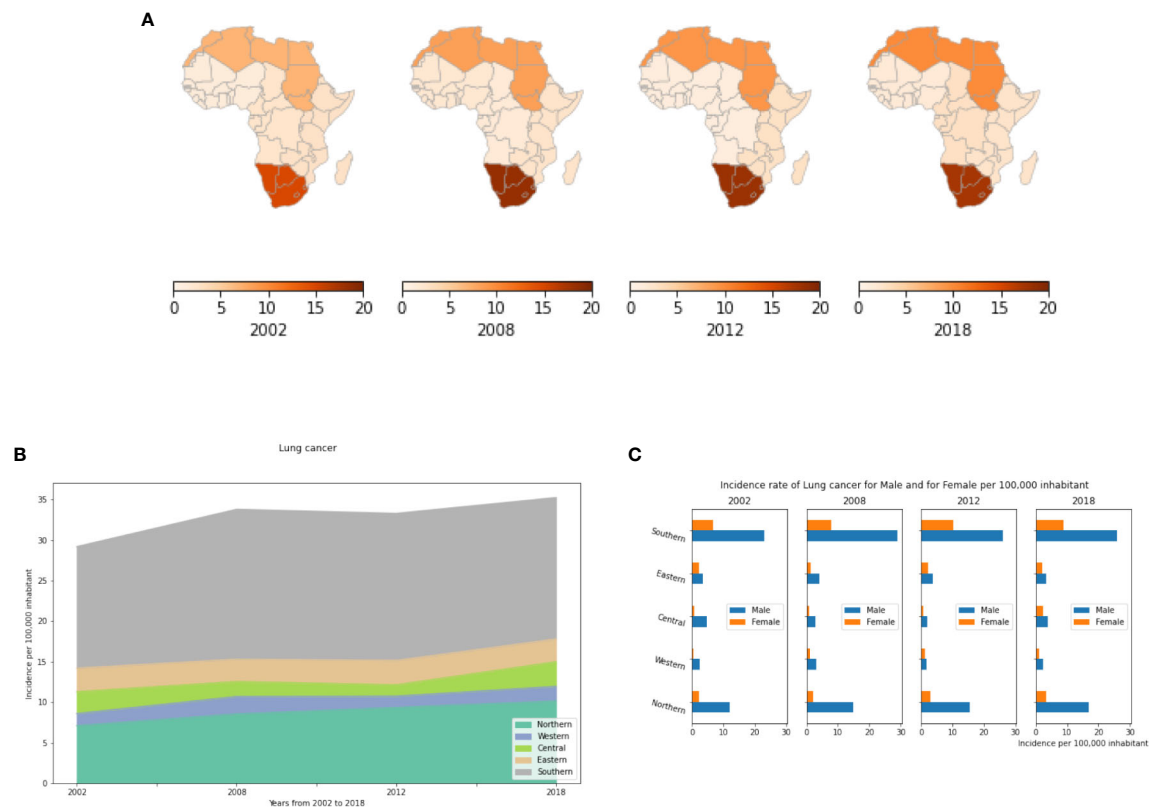 A
0 5 10 15 20
2002
0 5 10 15 20
2008
0 5 10 15 20
2012
0 5 10 15 20
2018
B
Lung cancer
Incidence per 100,000 inhabitant
35
30
25
20
15
10
5
0
Northern
Western
Central
Eastern
Southern
2002 2008 2012 2018
Years from 2002 to 2018
C
Incidence rate of Lung cancer for Male and for Female per 100,000 inhabitant
2002 2008 2012 2018
Southern
Eastern
Central
Western
Northern
Male
Female
Male
Female
Male
Female
Male
Female
0 10 20 30 0 10 20 30 0 10 20 30 0 10 20 30
Incidence per 100,000 inhabitant